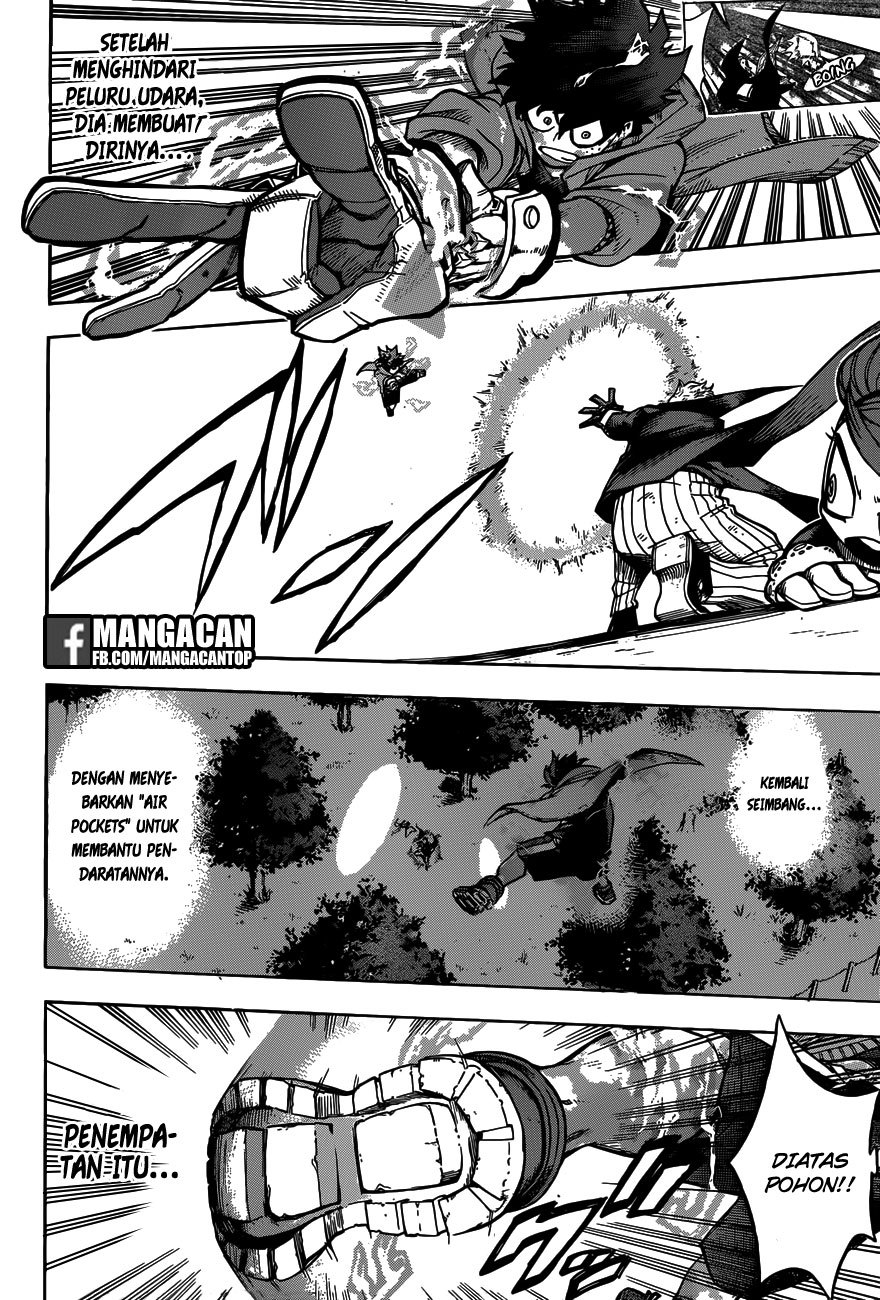 BOING
SETELAH
MENGHINDARI
PELURU UDARA,
DIA MEMBUAT
DIRINYA....
f MANGACAN
FB.COM/MANGACANTOP
KEMBALI
SEIMBANG...
DENGAN MENYE-
BARKAN "AIR
POCKETS" UNTUK
MEMBANTU PEN-
DARATANNYA.
DIATAS
POHON!!
PENEMPA-
TAN ITU...